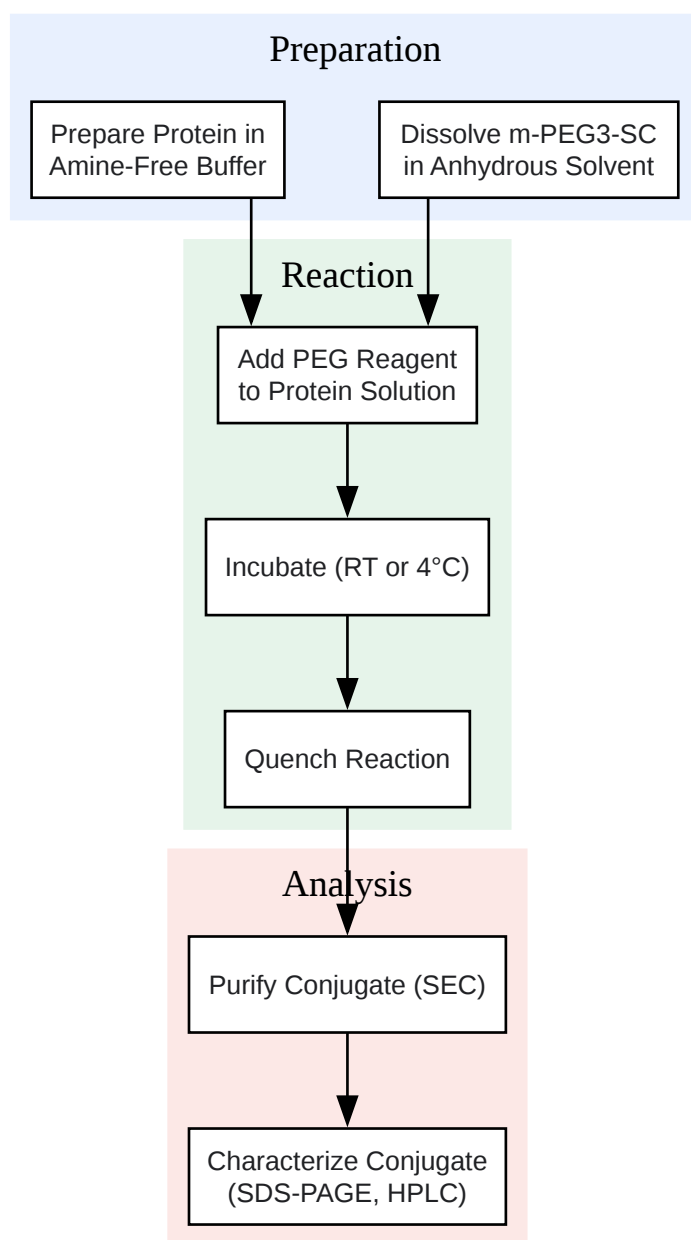 Preparation
Prepare Protein in
Amine-Free Buffer
Dissolve m-PEG3-SC
in Anhydrous Solvent
Reaction
Add PEG Reagent
to Protein Solution
Incubate (RT or 4°C)
Quench Reaction
Analysis
Purify Conjugate (SEC)
Characterize Conjugate
(SDS-PAGE, HPLC)